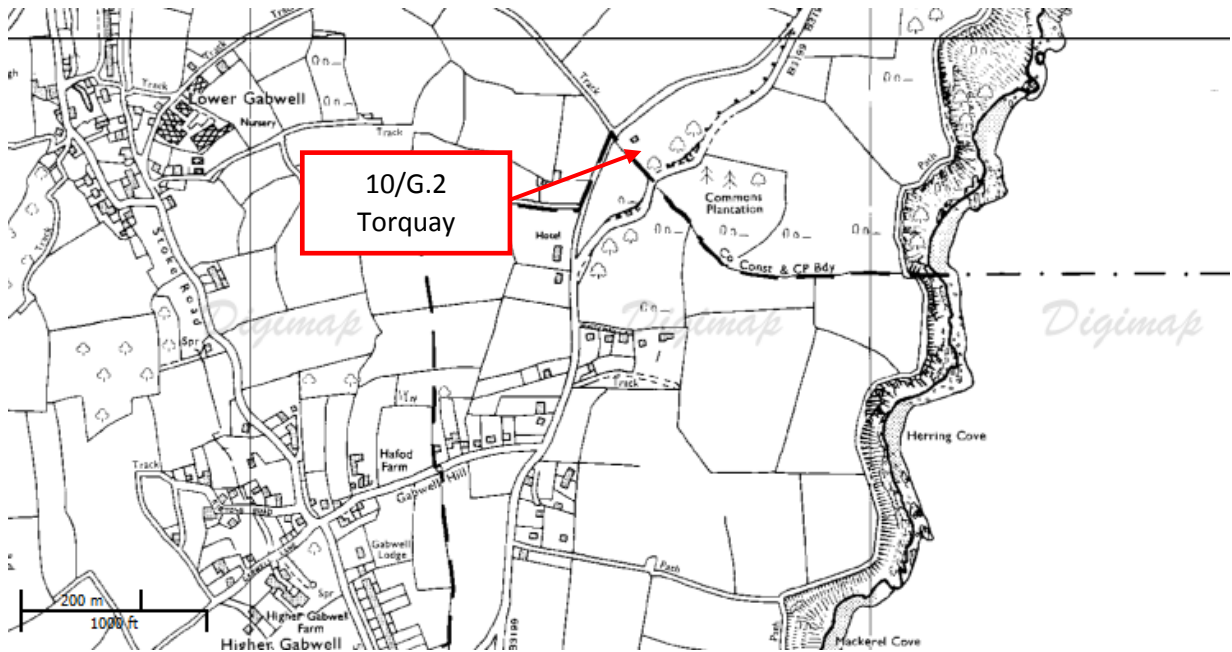 Track
B3199
Track
Track
Lower Gabwell
Nursery
Track
Path
10/G.2
Torquay
Commons
Plantation
Track
Stoke Road
Hotel
Const & CP Bdy
Digimap
Digimap
Digimap
Spr
Track
Herring Cove
Hafod
Farm
Track
Gabwell Hill
Gabwell
Lodge
Path
200 m
Spr
1000 ft
Higher Gabwell
Farm
Higher Gabwell
B3199
Path
Mackerel Cove